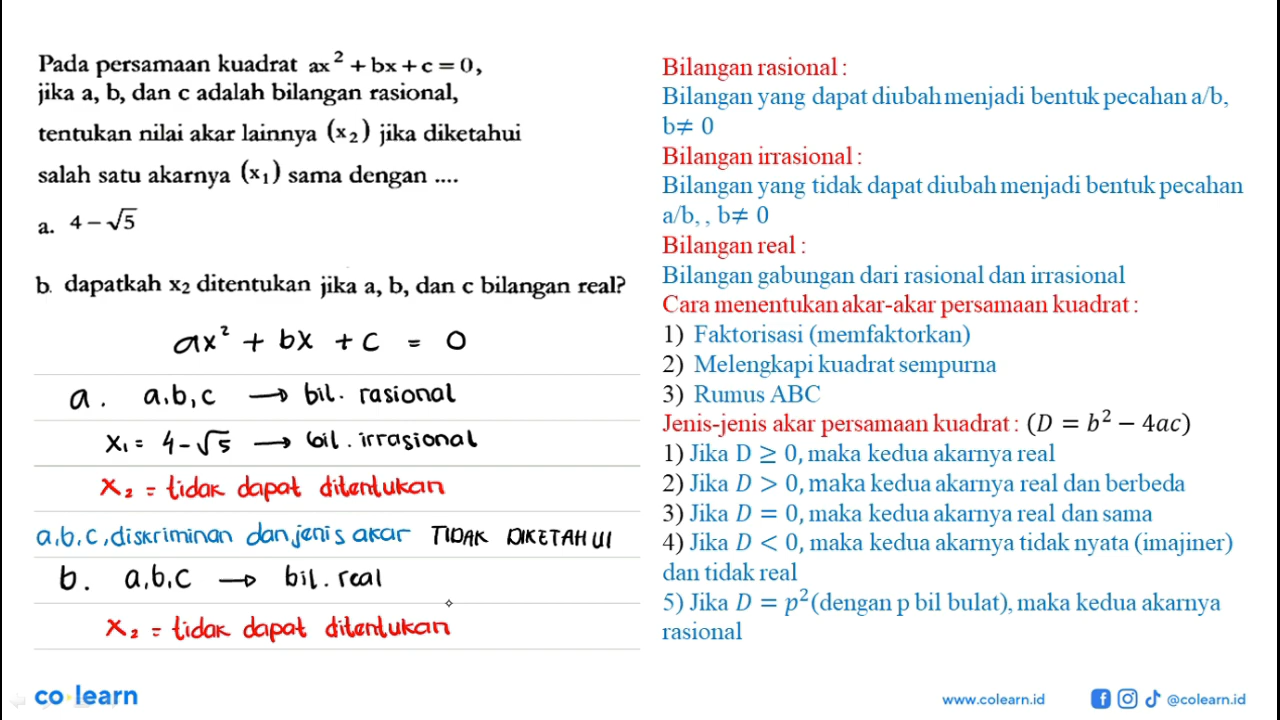 Pada persamaan kuadrat ax² + bx + c = 0,
jika a, b, dan c adalah bilangan rasional,
tentukan nilai akar lainnya (x₂) jika diketahui
salah satu akarnya (x₁) sama dengan ....
a. 4 – √5
b. dapatkah x₂ ditentukan jika a, b, dan c bilangan real?
ax² + bx + c = 0
a. a,b,c → bil. rasional
x₁ = 4 - √5 → bil. irrasional
x₂ = tidak dapat ditentukan
a,b,c, diskriminan dan jenis akar TIDAK DIKETAHUI
b. a,b,c → bil. real
x₂ = tidak dapat ditentukan
Bilangan rasional :
Bilangan yang dapat diubah menjadi bentuk pecahan a/b,
b≠ 0
Bilangan irrasional :
Bilangan yang tidak dapat diubah menjadi bentuk pecahan
a/b, , b≠ 0
Bilangan real :
Bilangan gabungan dari rasional dan irrasional
Cara menentukan akar-akar persamaan kuadrat :
1) Faktorisasi (memfaktorkan)
2) Melengkapi kuadrat sempurna
3) Rumus ABC
Jenis-jenis akar persamaan kuadrat : (D = b² − 4ac)
1) Jika D ≥ 0, maka kedua akarnya real
2) Jika D > 0, maka kedua akarnya real dan berbeda
3) Jika D = 0, maka kedua akarnya real dan sama
4) Jika D < 0, maka kedua akarnya tidak nyata (imajiner)
dan tidak real
5) Jika D = p²(dengan p bil bulat), maka kedua akarnya
rasional
co learn
www.colearn.id
@colearn.id